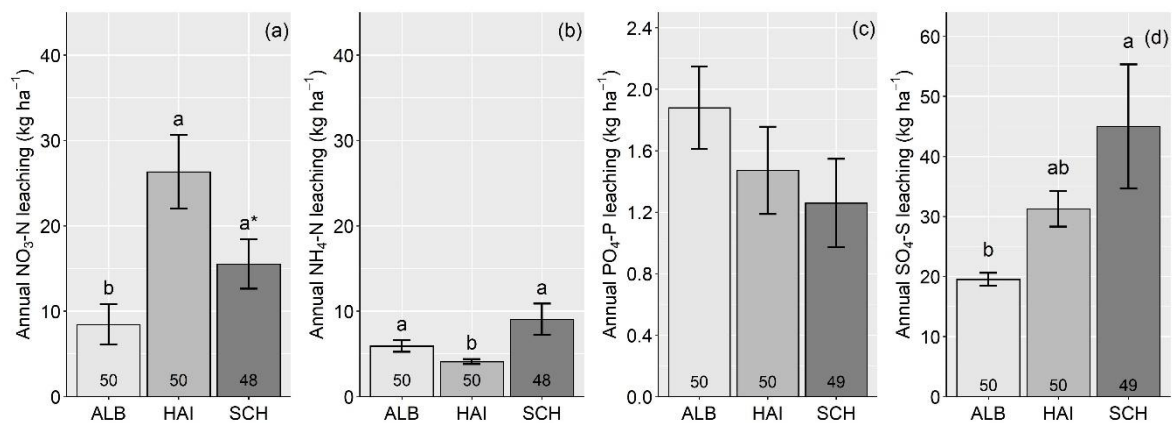 (a)
Annual NO₃-N leaching (kg ha⁻¹)
40
30
20
10
0
b
a
a*
50
50
48
ALB HAI SCH
(b)
Annual NH₄-N leaching (kg ha⁻¹)
40
30
20
10
0
a
b
a
50
50
48
ALB HAI SCH
(c)
Annual PO₄-P leaching (kg ha⁻¹)
2.4
2.0
1.6
1.2
0.8
0.4
0.0
50
50
49
ALB HAI SCH
(d)
Annual SO₄-S leaching (kg ha⁻¹)
60
50
40
30
20
10
0
b
ab
a
50
50
49
ALB HAI SCH